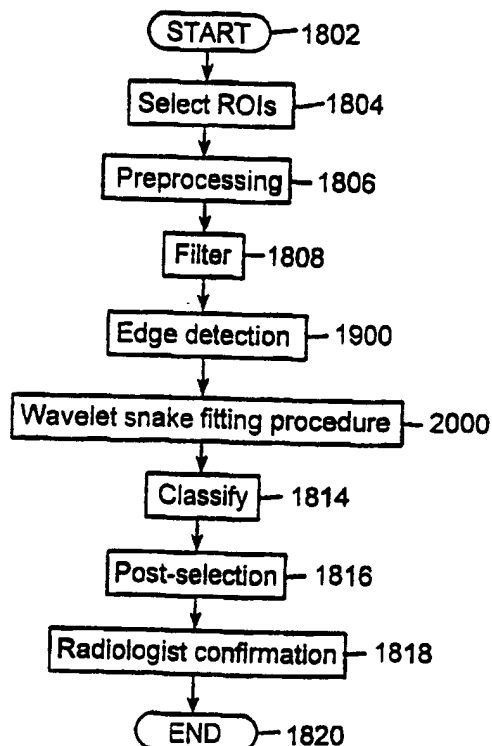 START 1802
Select ROIs 1804
Preprocessing 1806
Filter 1808
Edge detection 1900
Wavelet snake fitting procedure 2000
Classify 1814
Post-selection 1816
Radiologist confirmation 1818
END 1820